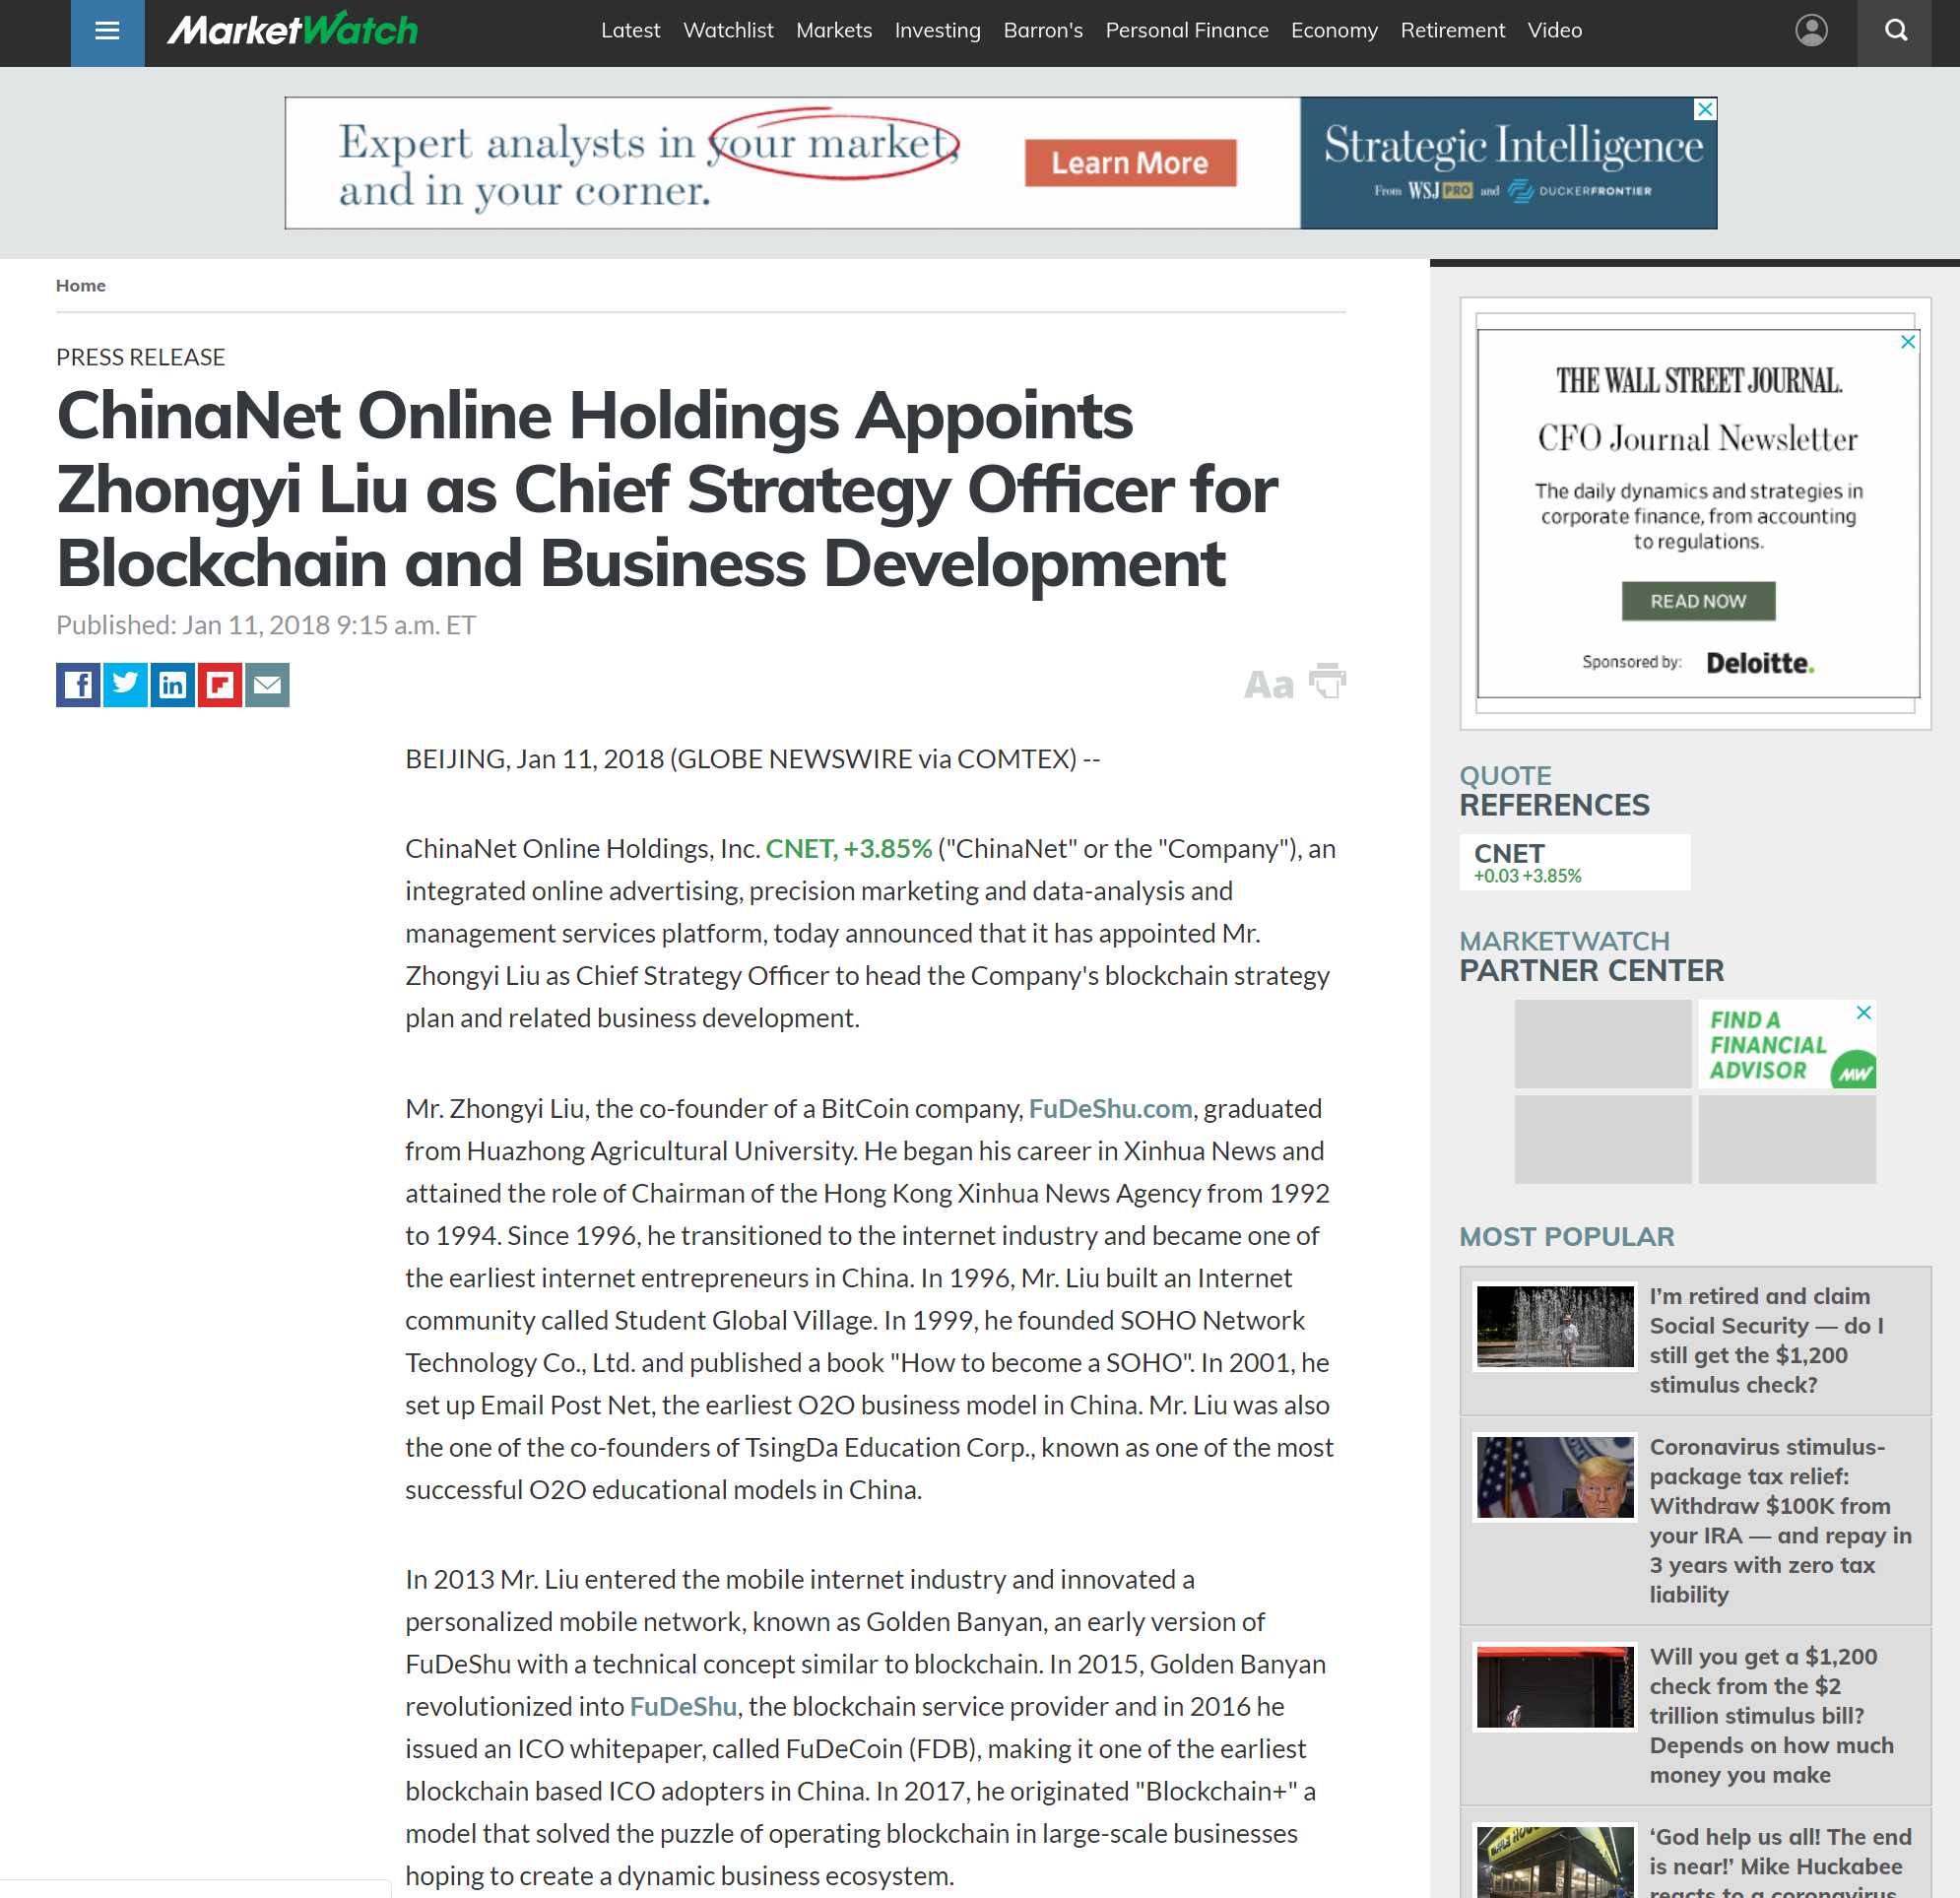 MarketWatch
Latest Watchlist Markets Investing Barron's Personal Finance Economy Retirement Video
Expert analysts in your market,
and in your corner.
Learn More
Strategic Intelligence
From WSJ PRO and DUCKERFRONTIER
Home
PRESS RELEASE
ChinaNet Online Holdings Appoints
Zhongyi Liu as Chief Strategy Officer for
Blockchain and Business Development
Published: Jan 11, 2018 9:15 a.m. ET
Aa
BEIJING, Jan 11, 2018 (GLOBE NEWSWIRE via COMTEX) --
ChinaNet Online Holdings, Inc. CNET, +3.85% ("ChinaNet" or the "Company"), an
integrated online advertising, precision marketing and data-analysis and
management services platform, today announced that it has appointed Mr.
Zhongyi Liu as Chief Strategy Officer to head the Company's blockchain strategy
plan and related business development.
Mr. Zhongyi Liu, the co-founder of a BitCoin company, FuDeShu.com, graduated
from Huazhong Agricultural University. He began his career in Xinhua News and
attained the role of Chairman of the Hong Kong Xinhua News Agency from 1992
to 1994. Since 1996, he transitioned to the internet industry and became one of
the earliest internet entrepreneurs in China. In 1996, Mr. Liu built an Internet
community called Student Global Village. In 1999, he founded SOHO Network
Technology Co., Ltd. and published a book "How to become a SOHO". In 2001, he
set up Email Post Net, the earliest O2O business model in China. Mr. Liu was also
the one of the co-founders of TsingDa Education Corp., known as one of the most
successful O2O educational models in China.
In 2013 Mr. Liu entered the mobile internet industry and innovated a
personalized mobile network, known as Golden Banyan, an early version of
FuDeShu with a technical concept similar to blockchain. In 2015, Golden Banyan
revolutionized into FuDeShu, the blockchain service provider and in 2016 he
issued an ICO whitepaper, called FuDeCoin (FDB), making it one of the earliest
blockchain based ICO adopters in China. In 2017, he originated "Blockchain+" a
model that solved the puzzle of operating blockchain in large-scale businesses
hoping to create a dynamic business ecosystem.
THE WALL STREET JOURNAL.
CFO Journal Newsletter
The daily dynamics and strategies in
corporate finance, from accounting
to regulations.
READ NOW
Sponsored by: Deloitte.
QUOTE
REFERENCES
CNET
+0.03 +3.85%
MARKETWATCH
PARTNER CENTER
FIND A
FINANCIAL
ADVISOR
MW
MOST POPULAR
I’m retired and claim
Social Security — do I
still get the $1,200
stimulus check?
Coronavirus stimulus-
package tax relief:
Withdraw $100K from
your IRA — and repay in
3 years with zero tax
liability
Will you get a $1,200
check from the $2
trillion stimulus bill?
Depends on how much
money you make
‘God help us all! The end
is near!’ Mike Huckabee
reacts to a coronavirus